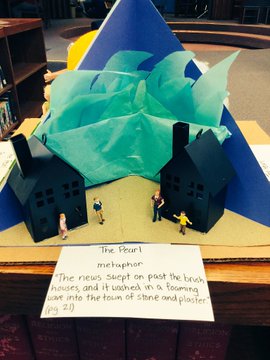 The Pearl
metaphor
"The news swept on past the brush
houses, and it washed in a foaming
wave into the town of stone and plaster"
(pg. 21)